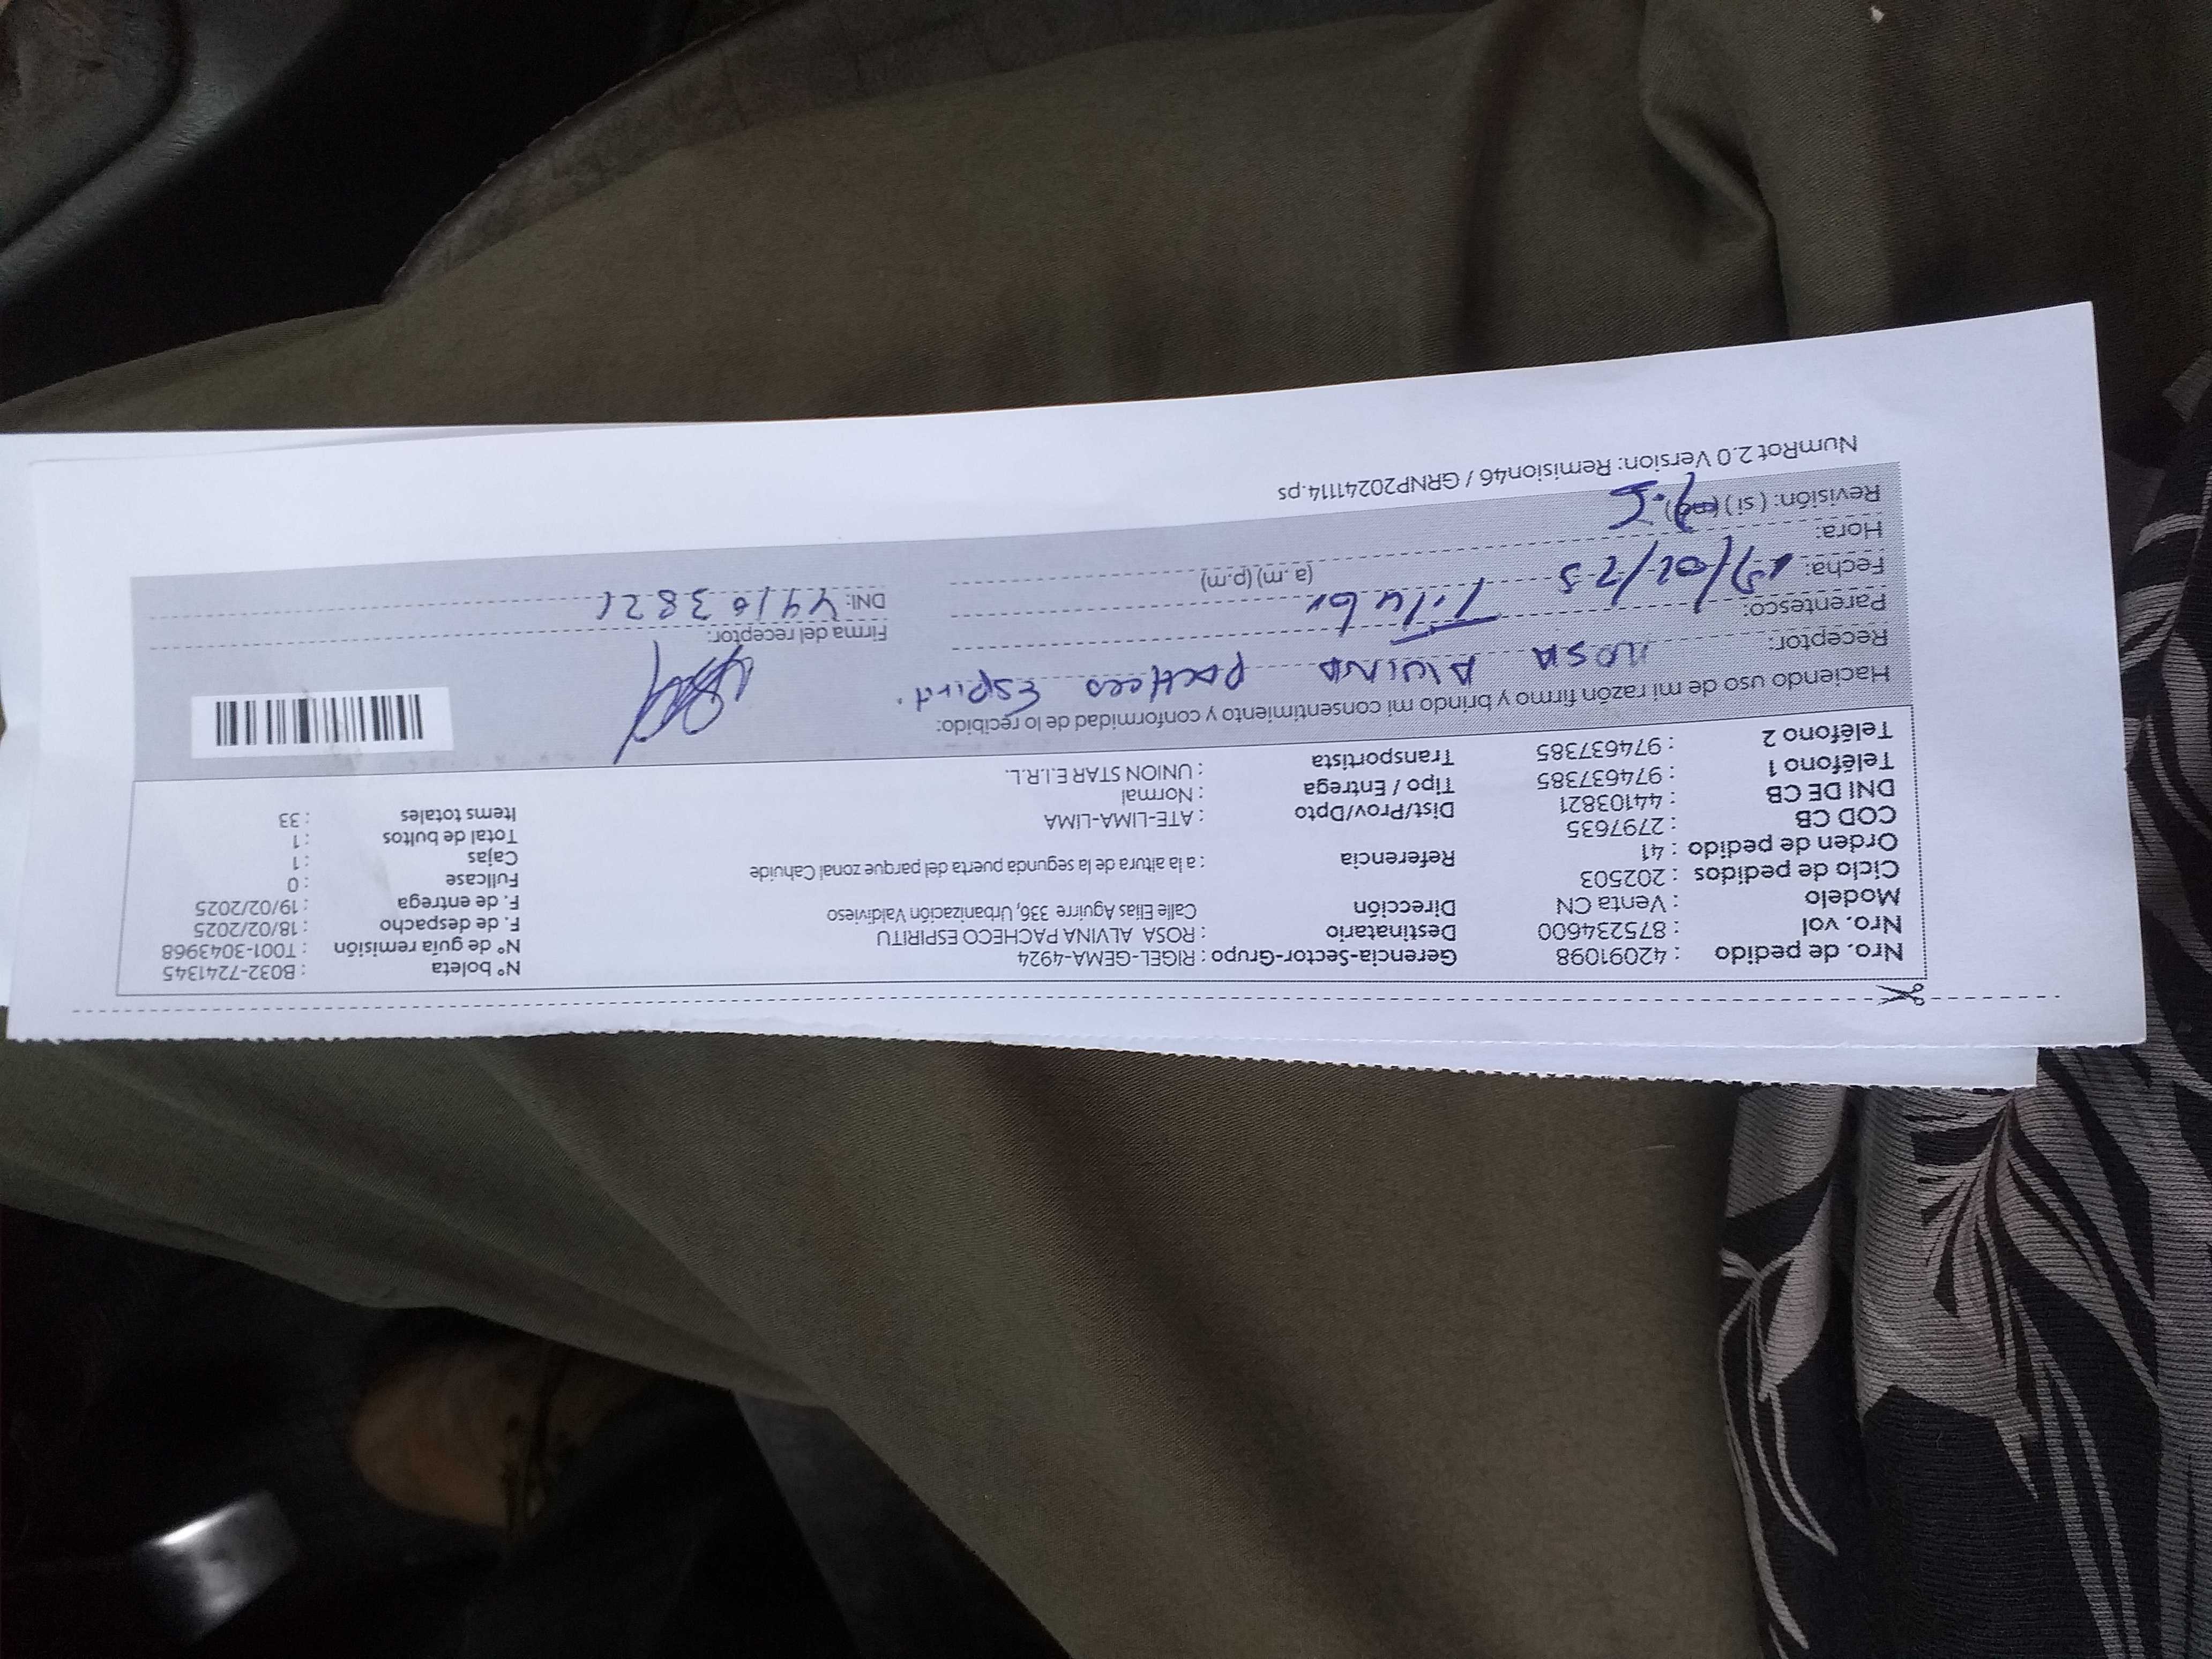 Nro. de pedido : 42091098 Gerencia-Sector-Grupo : RIGEL-GEMA-4924 Nº boleta : B032-7241345
Nro. vol : 875234600 Destinatario : ROSA ALVINA PACHECO ESPIRITU Nº de guía remisión : T001-3043968
Modelo : Venta CN Dirección Calle Elias Aguirre 336, Urbanización Valdivieso F. de despacho : 18/02/2025
Ciclo de pedidos : 202503 F. de entrega : 19/02/2025
Orden de pedido : 41 Referencia : a la altura de la segunda puerta del parque zonal Cahuide Fullcase : 0
COD CB : 2797635 Cajas : 1
DNI DE CB : 44103821 Dist/Prov/Dpto : ATE-LIMA-LIMA Total de bultos : 1
Teléfono 1 : 974637385 Tipo / Entrega : Normal Items totales : 33
Teléfono 2 : 974637385 Transportista : UNION STAR E.I.R.L.
Haciendo uso de mi razón firmo y brindo mi consentimiento y conformidad de lo recibido:
Receptor: ROSA Alvina Pacheco Espirit.
Parentesco: Titular Firma del receptor:
Fecha: 19/02/25 DNI: 44103821
Hora: (a.m) (p.m)
Revisión: ( si ) (no)
NumRot 2.0 Version: Remision46 / GRNP20241114.ps